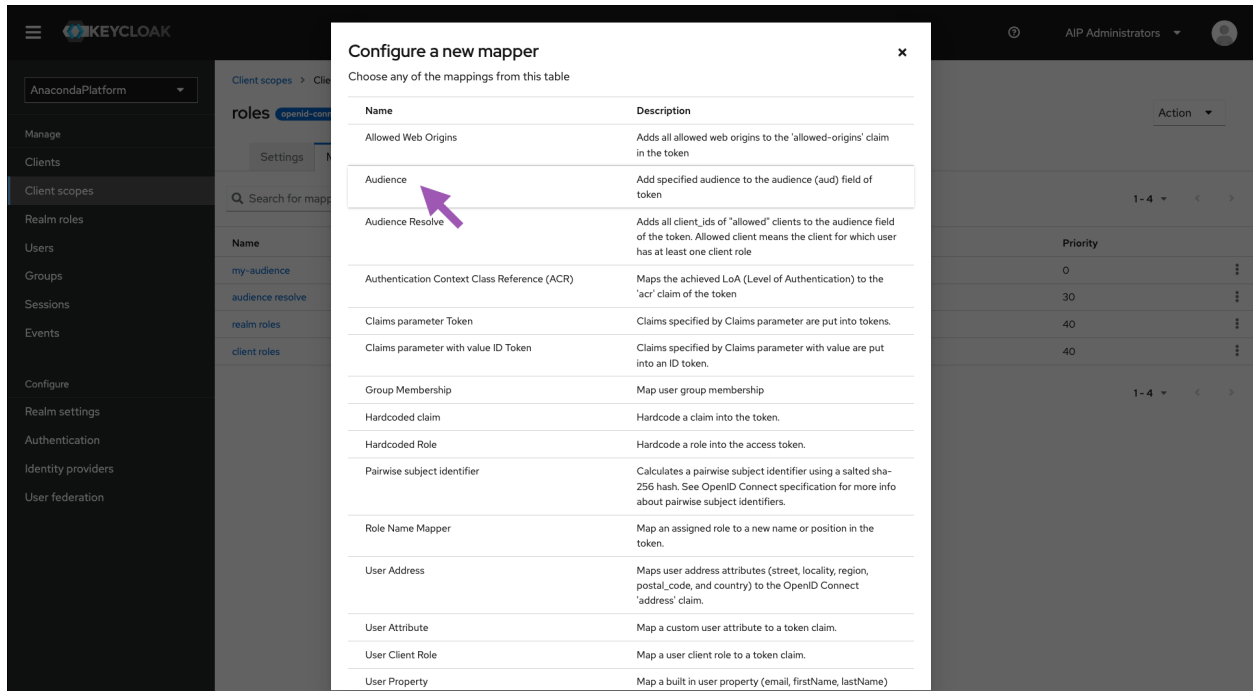 KEYCLOAK
AIP Administrators
AnacondaPlatform
Manage
Clients
Client scopes
Realm roles
Users
Groups
Sessions
Events
Configure
Realm settings
Authentication
Identity providers
User federation
Client scopes > Clie
roles openid-conn
Action
Settings
Search for mapp
1 - 4
Name
Priority
my-audience
0
audience resolve
30
realm roles
40
client roles
40
1 - 4
Configure a new mapper
Choose any of the mappings from this table
Name Description
Allowed Web Origins
Adds all allowed web origins to the 'allowed-origins' claim
in the token
Audience
Add specified audience to the audience (aud) field of
token
Audience Resolve
Adds all client_ids of "allowed" clients to the audience field
of the token. Allowed client means the client for which user
has at least one client role
Authentication Context Class Reference (ACR)
Maps the achieved LoA (Level of Authentication) to the
'acr' claim of the token
Claims parameter Token
Claims specified by Claims parameter are put into tokens.
Claims parameter with value ID Token
Claims specified by Claims parameter with value are put
into an ID token.
Group Membership
Map user group membership
Hardcoded claim
Hardcode a claim into the token.
Hardcoded Role
Hardcode a role into the access token.
Pairwise subject identifier
Calculates a pairwise subject identifier using a salted sha-
256 hash. See OpenID Connect specification for more info
about pairwise subject identifiers.
Role Name Mapper
Map an assigned role to a new name or position in the
token.
User Address
Maps user address attributes (street, locality, region,
postal_code, and country) to the OpenID Connect
'address' claim.
User Attribute
Map a custom user attribute to a token claim.
User Client Role
Map a user client role to a token claim.
User Property
Map a built in user property (email, firstName, lastName)